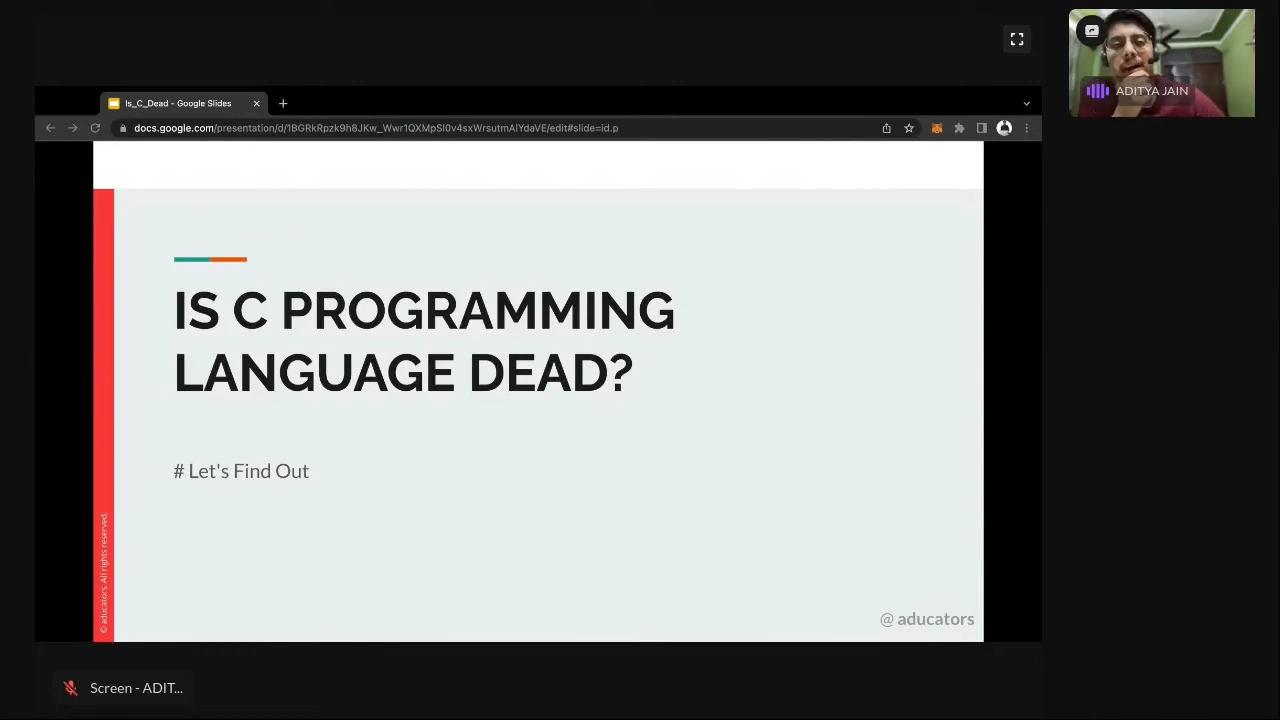 ADITYA JAIN
Is_C_Dead - Google Slides
docs.google.com/presentation/d/1BGRkRpzk9h8JKw_Wwr1QXMpSI0v4sxWrsutmAlYdaVE/edit#slide=id.p
IS C PROGRAMMING
LANGUAGE DEAD?
# Let's Find Out
© aducators. All rights reserved.
@ aducators
Screen - ADIT...